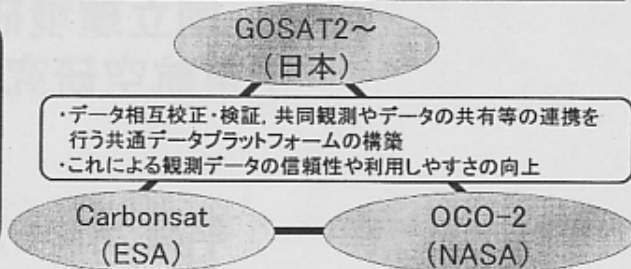 GOSAT2～
(日本)
・データ相互校正・検証，共同観測やデータの共有等の連携を
行う共通データプラットフォームの構築
・これによる観測データの信頼性や利用しやすさの向上
Carbonsat
(ESA)
OCO-2
(NASA)